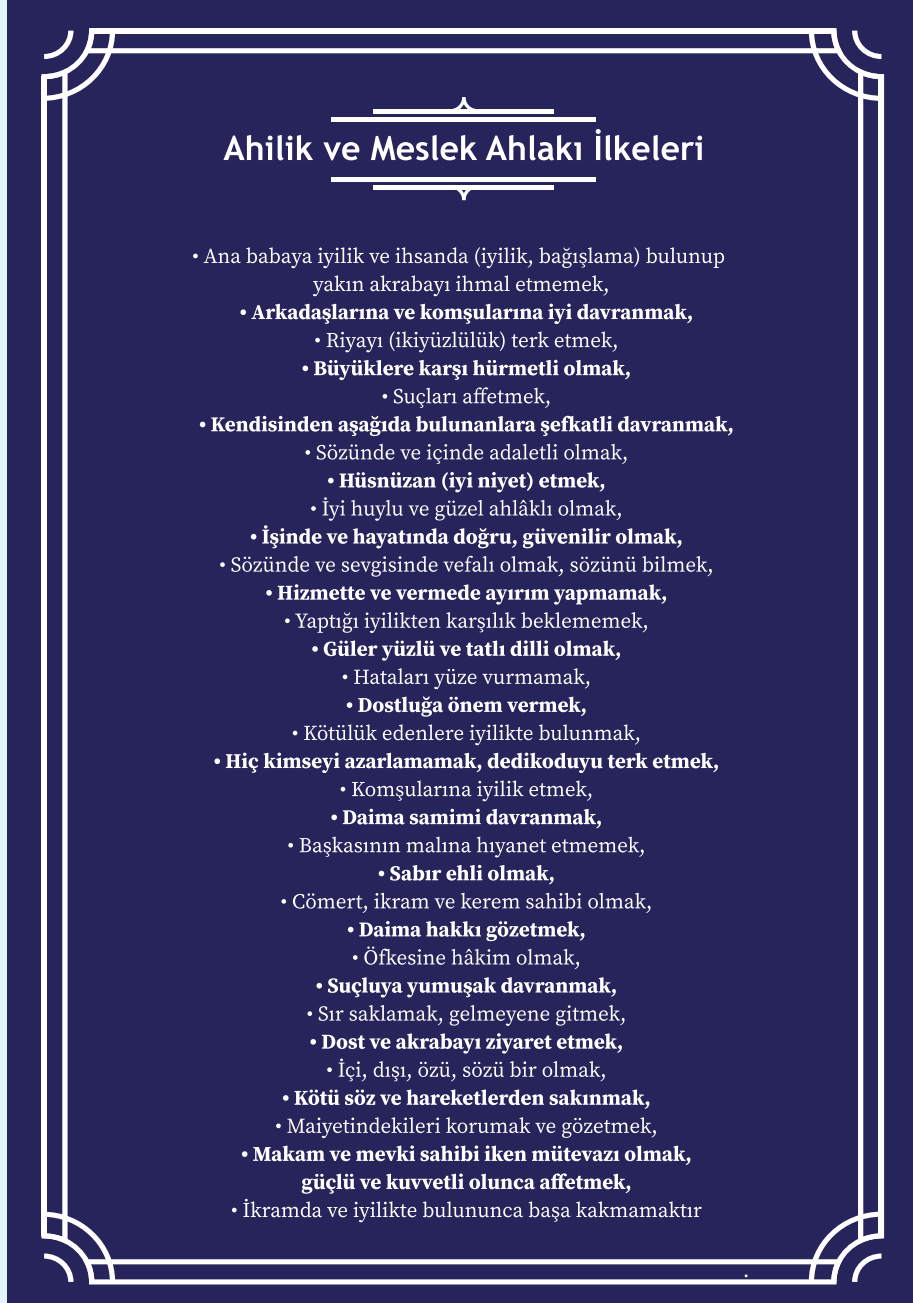 Ahilik ve Meslek Ahlakı İlkeleri
• Ana babaya iyilik ve ihsanda (iyilik, bağışlama) bulunup
yakın akrabayı ihmal etmemek,
• Arkadaşlarına ve komşularına iyi davranmak,
• Riyayı (ikiyüzlülük) terk etmek,
• Büyüklere karşı hürmetli olmak,
• Suçları affetmek,
• Kendisinden aşağıda bulunanlara şefkatli davranmak,
• Sözünde ve içinde adaletli olmak,
• Hüsnüzan (iyi niyet) etmek,
• İyi huylu ve güzel ahlâklı olmak,
• İşinde ve hayatında doğru, güvenilir olmak,
• Sözünde ve sevgisinde vefalı olmak, sözünü bilmek,
• Hizmette ve vermede ayırım yapmamak,
• Yaptığı iyilikten karşılık beklememek,
• Güler yüzlü ve tatlı dilli olmak,
• Hataları yüze vurmamak,
• Dostluğa önem vermek,
• Kötülük edenlere iyilikte bulunmak,
• Hiç kimseyi azarlamamak, dedikoduyu terk etmek,
• Komşularına iyilik etmek,
• Daima samimi davranmak,
• Başkasının malına hıyanet etmemek,
• Sabır ehli olmak,
• Cömert, ikram ve kerem sahibi olmak,
• Daima hakkı gözetmek,
• Öfkesine hâkim olmak,
• Suçluya yumuşak davranmak,
• Sır saklamak, gelmeyene gitmek,
• Dost ve akrabayı ziyaret etmek,
• İçi, dışı, özü, sözü bir olmak,
• Kötü söz ve hareketlerden sakınmak,
• Maiyetindekileri korumak ve gözetmek,
• Makam ve mevki sahibi iken mütevazı olmak,
güçlü ve kuvvetli olunca affetmek,
• İkramda ve iyilikte bulununca başa kakmamaktır